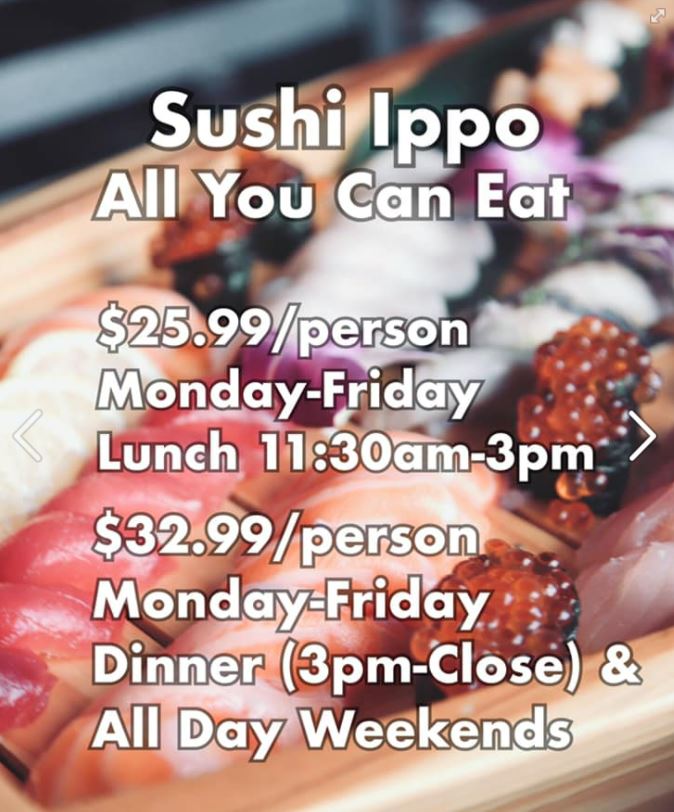 Sushi Ippo
All You Can Eat
$25.99/person
Monday-Friday
Lunch 11:30am-3pm
$32.99/person
Monday-Friday
Dinner (3pm-Close) &
All Day Weekends